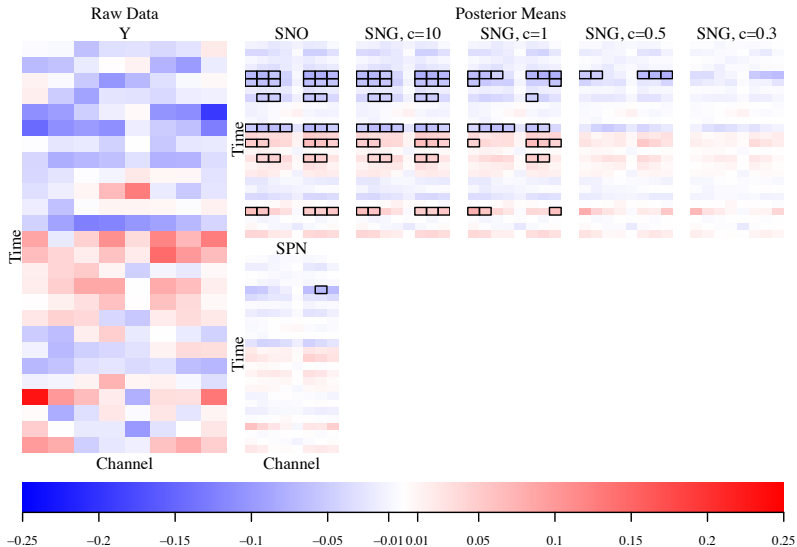 Raw Data
Posterior Means
Y
SNO
SNG, c=10
SNG, c=1
SNG, c=0.5
SNG, c=0.3
Time
Time
SPN
Time
Channel
Channel
−0.25
−0.2
−0.15
−0.1
−0.05
−0.01
0.01
0.05
0.1
0.15
0.2
0.25